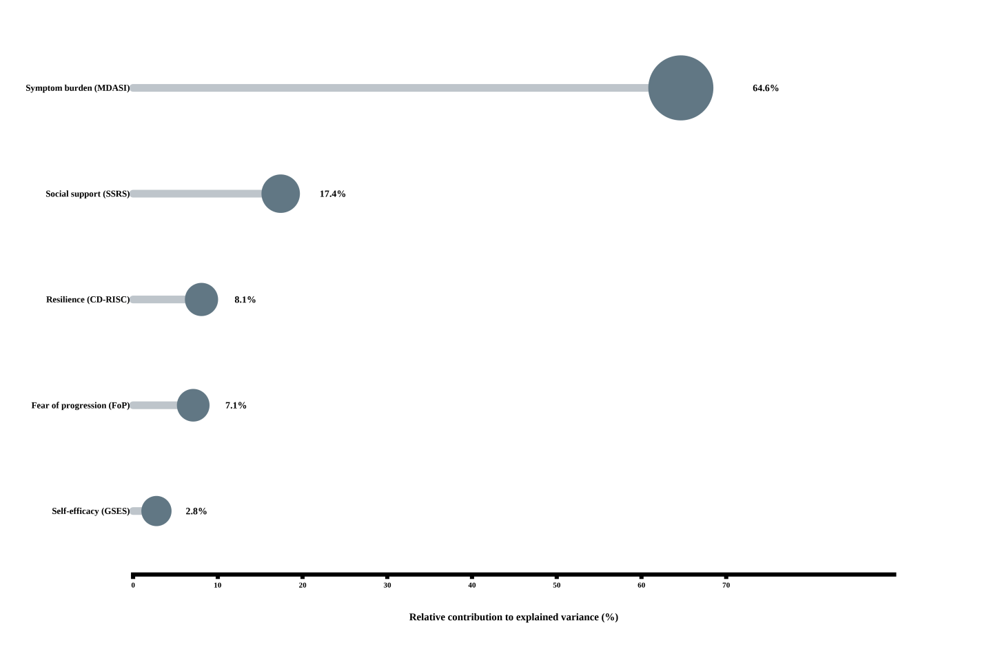 Symptom burden (MDASI)
64.6%
Social support (SSRS)
17.4%
Resilience (CD-RISC)
8.1%
Fear of progression (FoP)
7.1%
Self-efficacy (GSES)
2.8%
0 10 20 30 40 50 60 70
Relative contribution to explained variance (%)